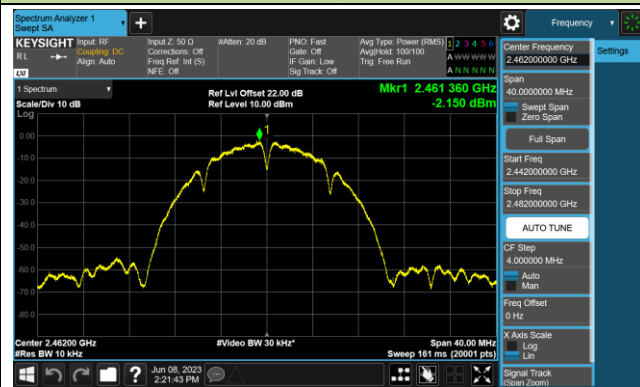 Spectrum Analyzer 1
Swept SA
Frequency
KEYSIGHT
Input: RF
Input Z: 50 Ω
#Atten: 20 dB
PNO: Fast
Avg Type: Power (RMS)
1 2 3 4 5 6
RL
Coupling: DC
Corrections: Off
Gate: Off
Avg|Hold: 100/100
A W W W W W
Align: Auto
Freq Ref: Int (S)
IF Gain: Low
Trig: Free Run
NFE: Off
Sig Track: Off
A N N N N N
LXI
1 Spectrum
Ref Lvl Offset 22.00 dB
Mkr1 2.461 360 GHz
Scale/Div 10 dB
Ref Level 10.00 dBm
-2.150 dBm
Log
1
0.00
-10.0
-20.0
-30.0
-40.0
-50.0
-60.0
-70.0
-80.0
Center 2.46200 GHz
#Video BW 30 kHz*
Span 40.00 MHz
#Res BW 10 kHz
Sweep 161 ms (20001 pts)
Jun 08, 2023
2:21:43 PM
?
Center Frequency
2.462000000 GHz
Settings
Span
40.0000000 MHz
Swept Span
Zero Span
Full Span
Start Freq
2.442000000 GHz
Stop Freq
2.482000000 GHz
AUTO TUNE
CF Step
4.000000 MHz
Auto
Man
Freq Offset
0 Hz
X Axis Scale
Log
Lin
Signal Track
(Span Zoom)